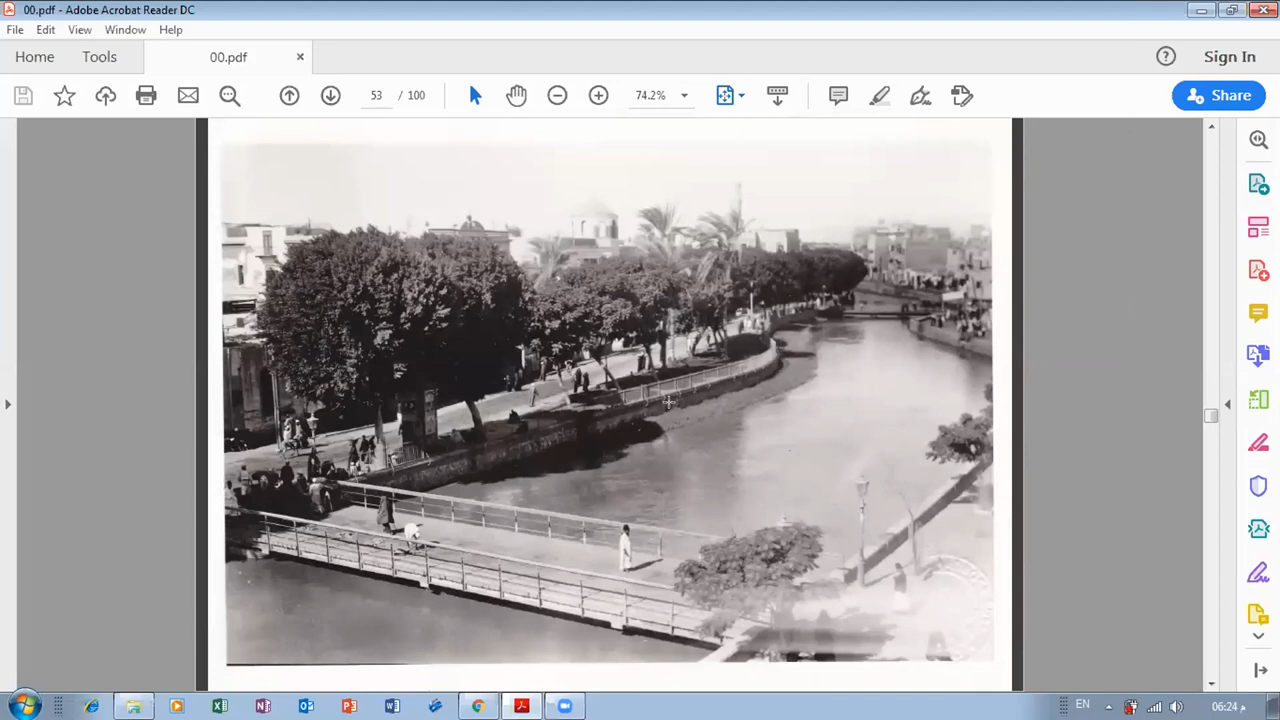 00.pdf - Adobe Acrobat Reader DC
File Edit View Window Help
Home Tools 00.pdf Sign In
53 / 100 74.2% Share
EN 06:24 م